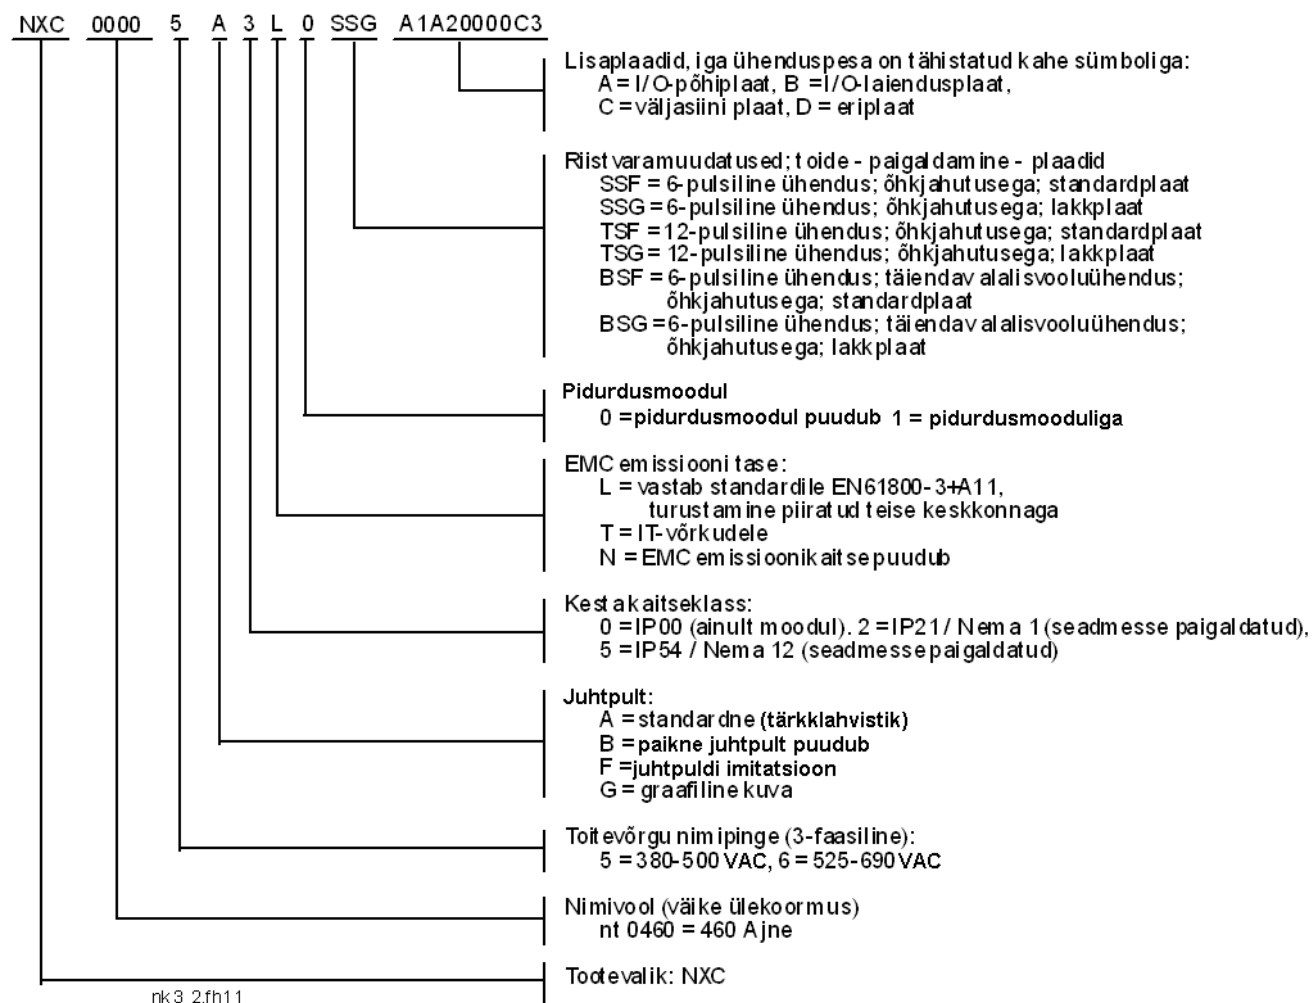 NXC 0000 5 A 3 L 0 SSG A1A20000C3
Lisaplaadid, iga ühenduspesa on tähistatud kahe sümboliga:
A = I/O-põhiplaat, B = I/O-laiendusplaat,
C = väljasiini plaat, D = eriplaat
Riistvaramuudatused; toide - paigaldamine - plaadid
SSF = 6-pulsiline ühendus; õhkjahutusega; standardplaat
SSG = 6-pulsiline ühendus; õhkjahutusega; lakkplaat
TSF = 12-pulsiline ühendus; õhkjahutusega; standardplaat
TSG = 12-pulsiline ühendus; õhkjahutusega; lakkplaat
BSF = 6-pulsiline ühendus; täiendav alalisvooluühendus;
õhkjahutusega; standardplaat
BSG = 6-pulsiline ühendus; täiendav alalisvooluühendus;
õhkjahutusega; lakkplaat
Pidurdusmoodul
0 = pidurdusmoodul puudub 1 = pidurdusmooduliga
EMC emissiooni tase:
L = vastab standardile EN61800-3+A11,
turustamine piiratud teise keskkonnaga
T = IT-võrkudele
N = EMC emissioonikaitse puudub
Kesta kaitseklass:
0 = IP00 (ainult moodul). 2 = IP21 / Nema 1 (seadmesse paigaldatud),
5 = IP54 / Nema 12 (seadmesse paigaldatud)
Juhtpult:
A = standardne (tärkklahvistik)
B = paikne juhtpult puudub
F = juhtpuldi imitatsioon
G = graafiline kuva
Toitevõrgu nimipinge (3-faasiline):
5 = 380-500 VAC, 6 = 525-690 VAC
Nimivool (väike ülekoormus)
nt 0460 = 460 A jne
Tootevalik: NXC
nk3_2.fh11